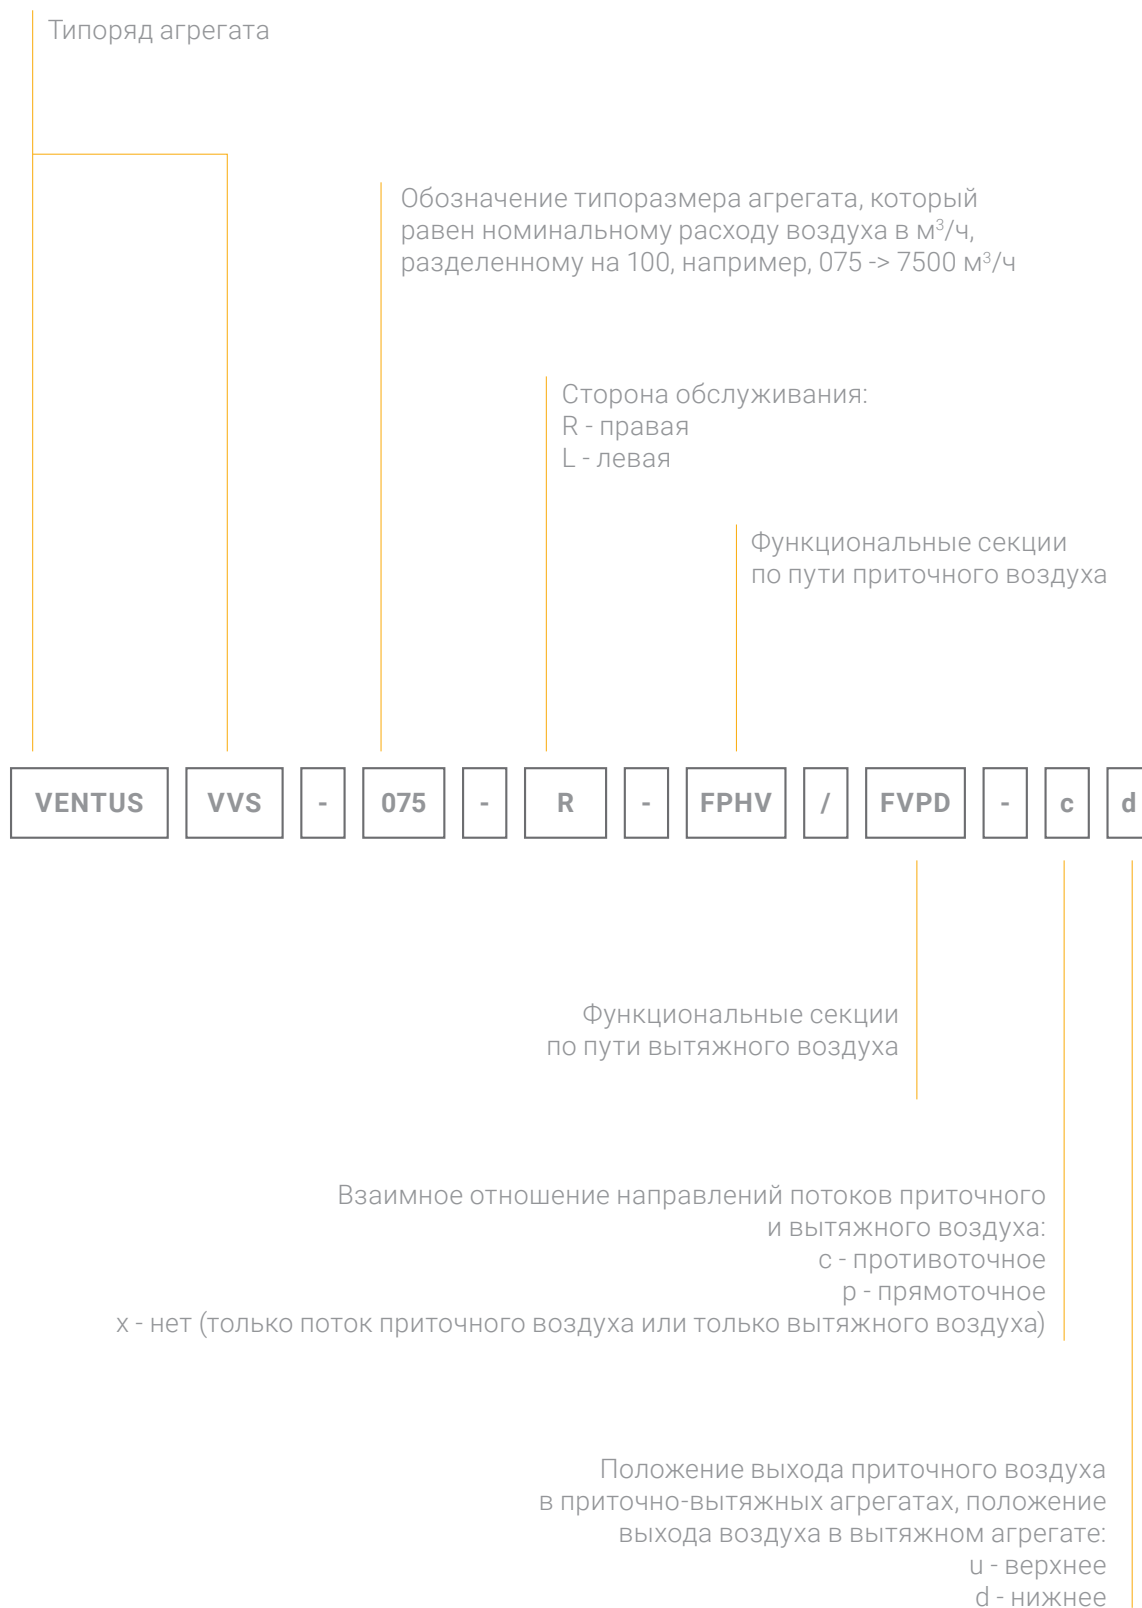 Типоряд агрегата
Обозначение типоразмера агрегата, который
равен номинальному расходу воздуха в м³/ч,
разделенному на 100, например, 075 -> 7500 м³/ч
Сторона обслуживания:
R - правая
L - левая
Функциональные секции
по пути приточного воздуха
VENTUS VVS - 075 - R - FPHV / FVPD - c d
Функциональные секции
по пути вытяжного воздуха
Взаимное отношение направлений потоков приточного
и вытяжного воздуха:
c - противоточное
p - прямоточное
x - нет (только поток приточного воздуха или только вытяжного воздуха)
Положение выхода приточного воздуха
в приточно-вытяжных агрегатах, положение
выхода воздуха в вытяжном агрегате:
u - верхнее
d - нижнее